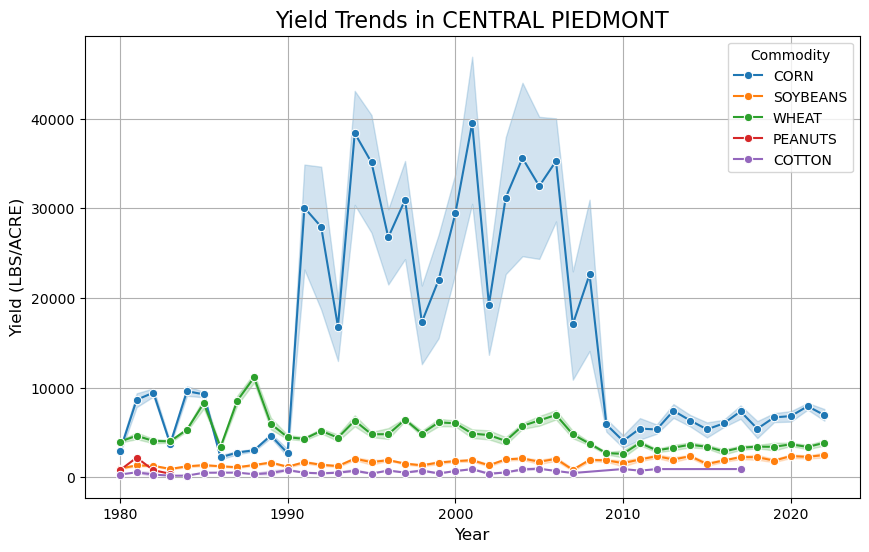 Yield Trends in CENTRAL PIEDMONT
Commodity
CORN
SOYBEANS
WHEAT
PEANUTS
COTTON
Yield (LBS/ACRE)
40000
30000
20000
10000
0
1980
1990
2000
2010
2020
Year